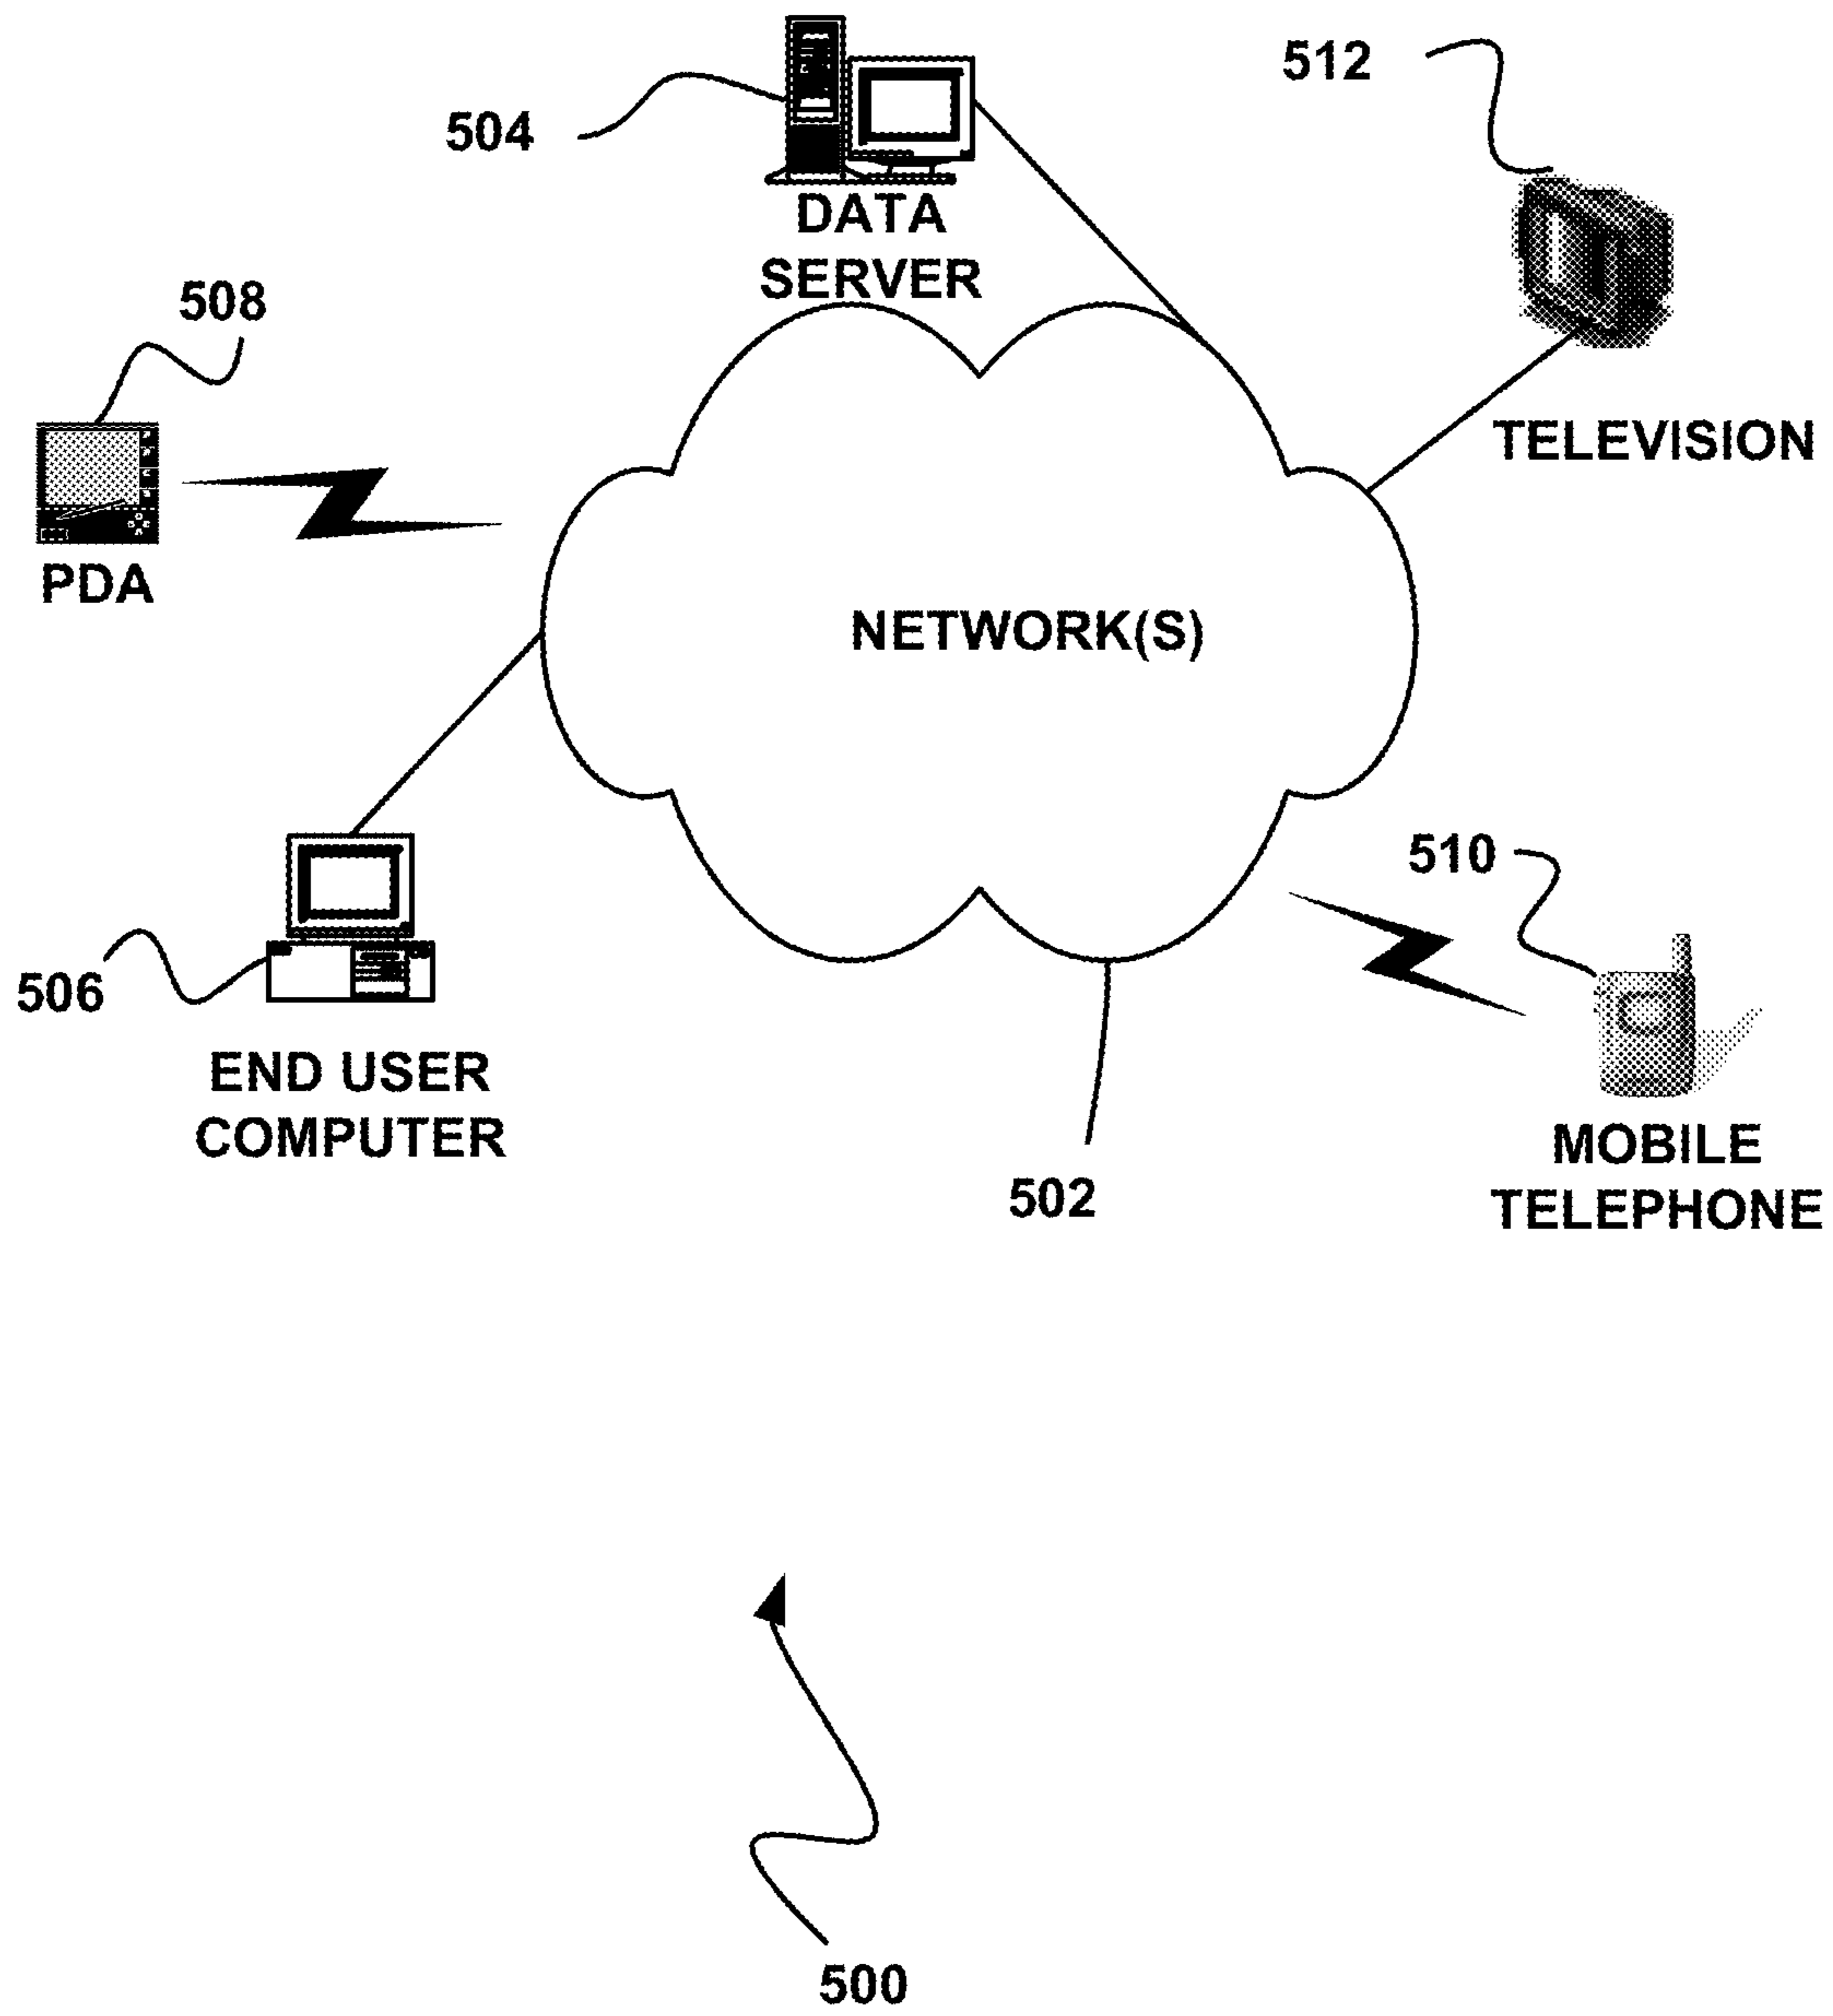 512
504
DATA
SERVER
508
TELEVISION
PDA
NETWORK(S)
510
506
END USER
COMPUTER
502
MOBILE
TELEPHONE
500